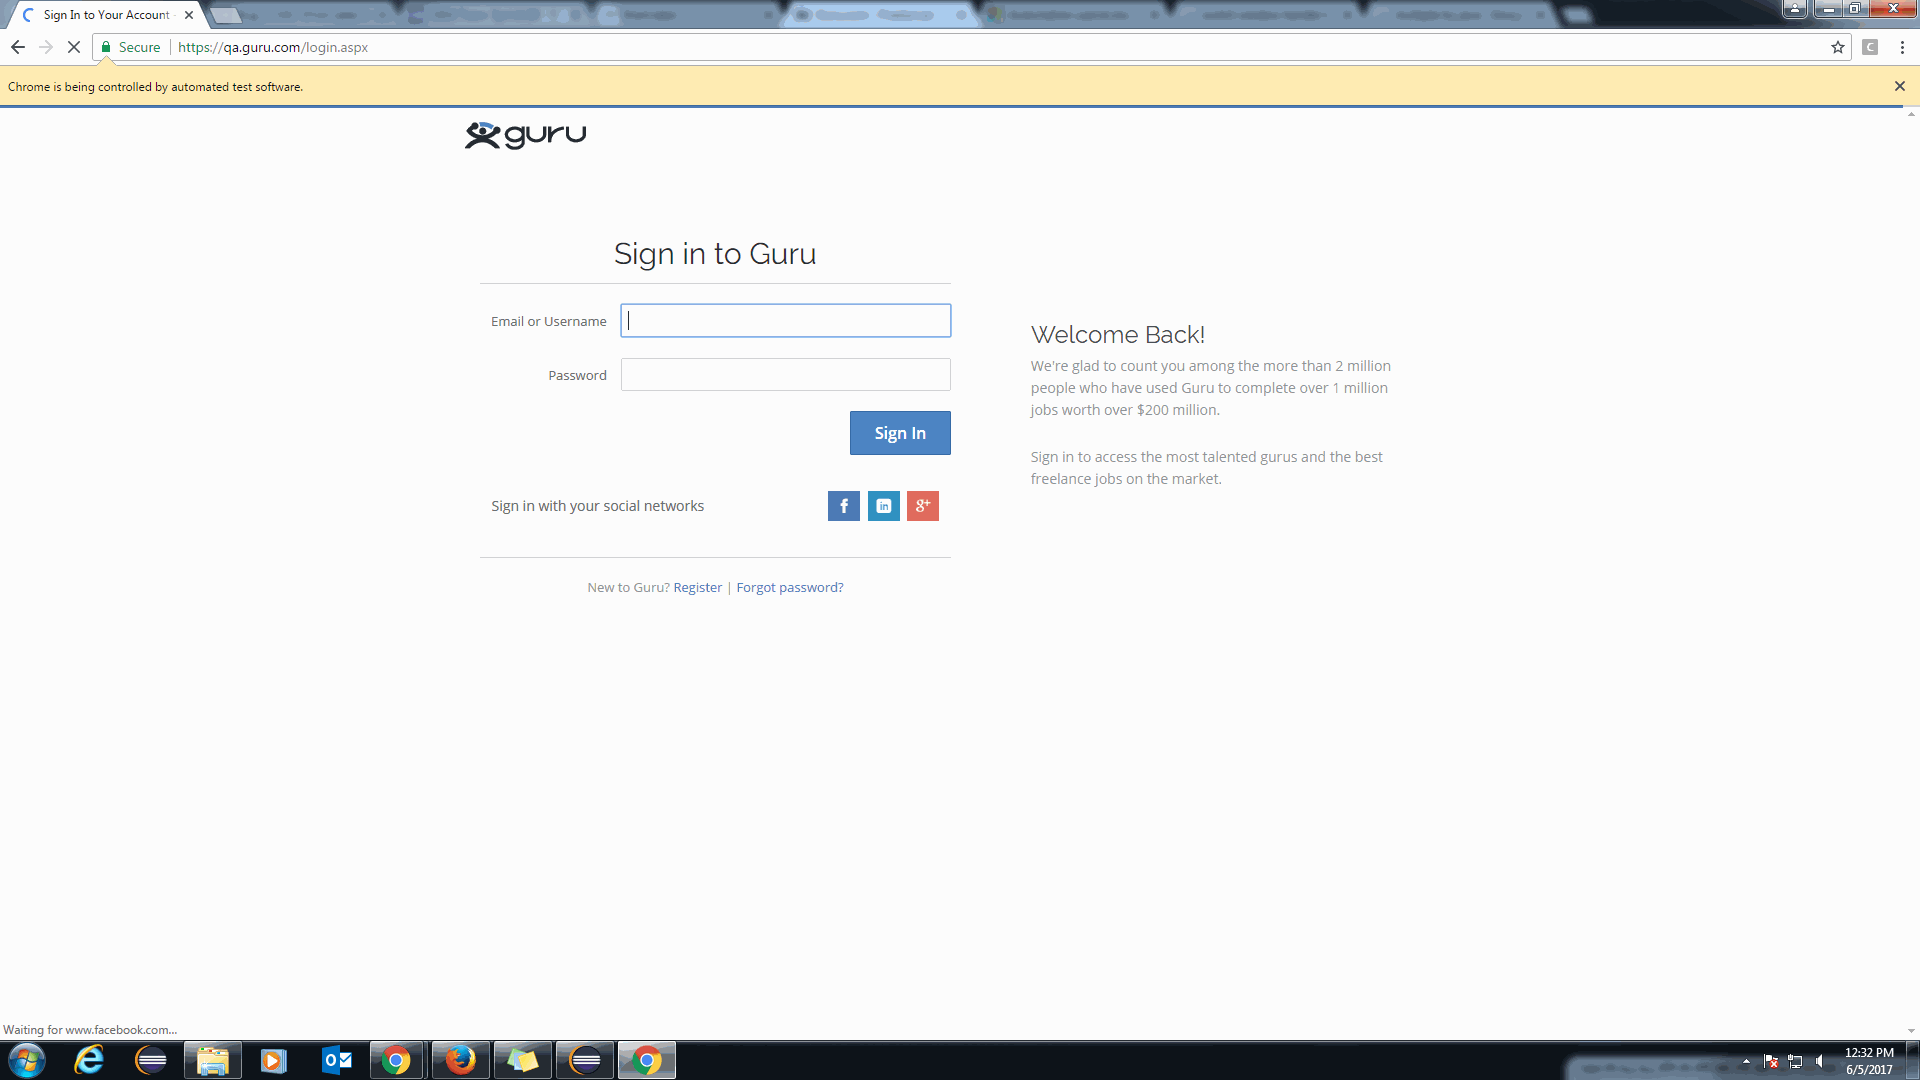 Sign In to Your Account
Secure
https://qa.guru.com/login.aspx
C
Chrome is being controlled by automated test software.
guru
Sign in to Guru
Email or Username
Password
Sign In
Sign in with your social networks
f
in
g+
New to Guru? Register | Forgot password?
Welcome Back!
We're glad to count you among the more than 2 million
people who have used Guru to complete over 1 million
jobs worth over $200 million.
Sign in to access the most talented gurus and the best
freelance jobs on the market.
Waiting for www.facebook.com...
12:32 PM
6/5/2017